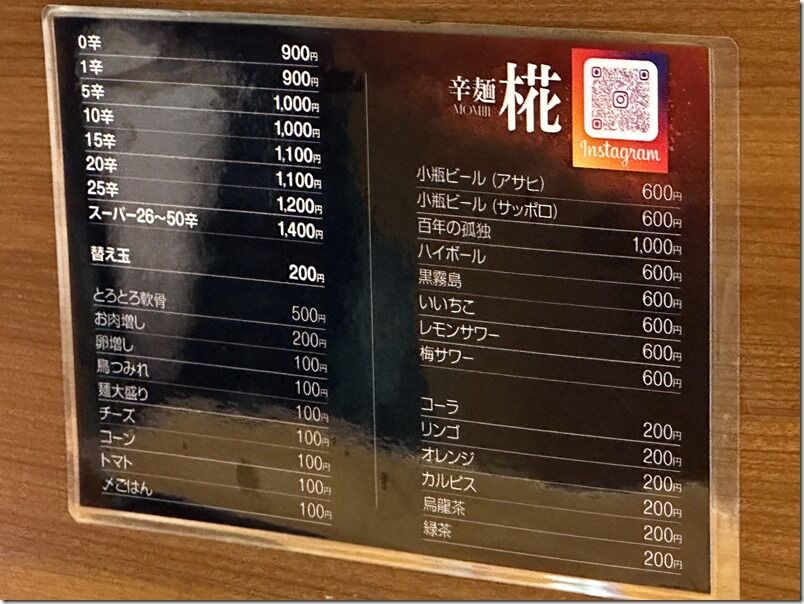 0辛 900円
1辛 900円
5辛 1,000円
10辛 1,000円
15辛 1,100円
20辛 1,100円
25辛 1,200円
スーパー26〜50辛 1,400円
替え玉 200円
とろとろ軟骨 500円
お肉増し 200円
卵増し 100円
鳥つみれ 100円
麺大盛り 100円
チーズ 100円
コーン 100円
トマト 100円
〆ごはん 100円
辛麺 椛
MOMIJI
Instagram
小瓶ビール (アサヒ) 600円
小瓶ビール (サッポロ) 600円
百年の孤独 1,000円
ハイボール 600円
黒霧島 600円
いいちこ 600円
レモンサワー 600円
梅サワー 600円
コーラ 200円
リンゴ 200円
オレンジ 200円
カルピス 200円
烏龍茶 200円
緑茶 200円